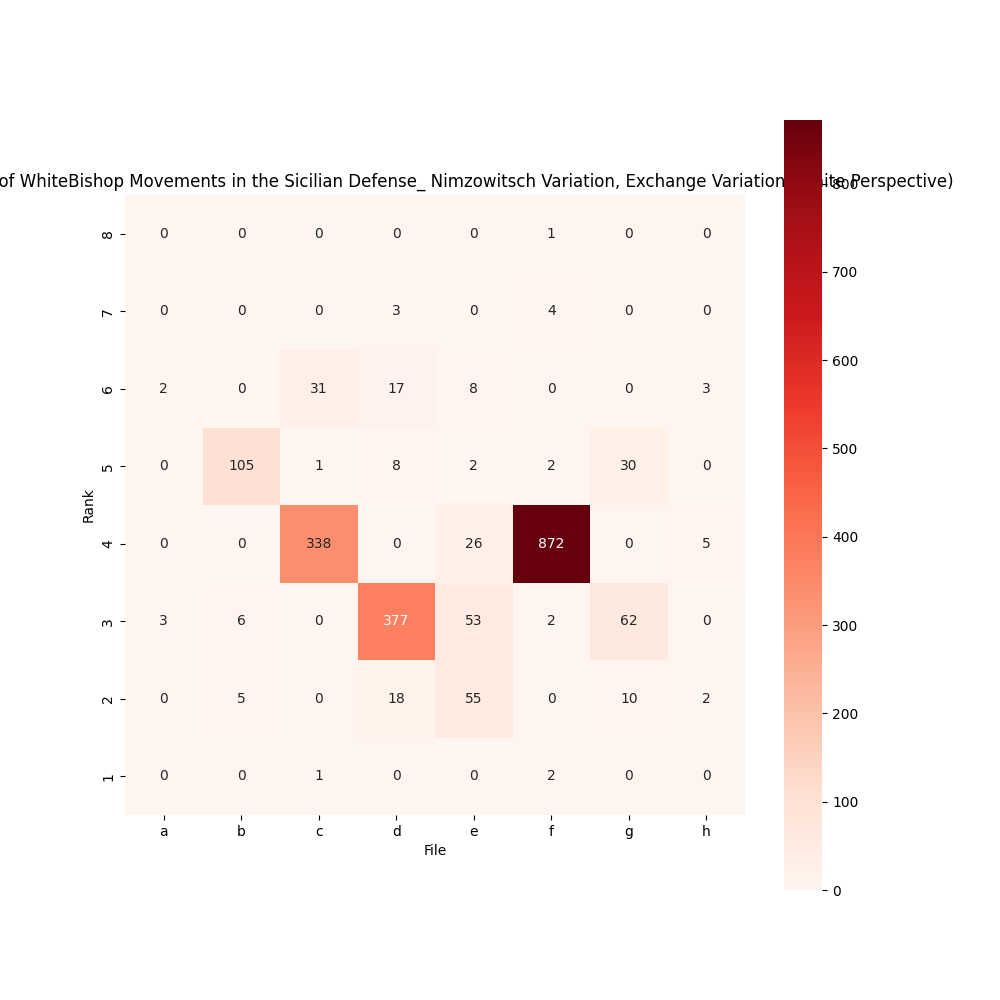 of WhiteBishop Movements in the Sicilian Defense_ Nimzowitsch Variation, Exchange Variation Perspective)
800
8 0 0 0 0 0 1 0 0
700
7 0 0 0 3 0 4 0 0
600
6 2 0 31 17 8 0 0 3
500
5 0 105 1 8 2 2 30 0
Rank
4 0 0 338 0 26 872 0 5
400
3 3 6 0 377 53 2 62 0
300
2 0 5 0 18 55 0 10 2
200
1 0 0 1 0 0 2 0 0
100
a b c d e f g h
File
0